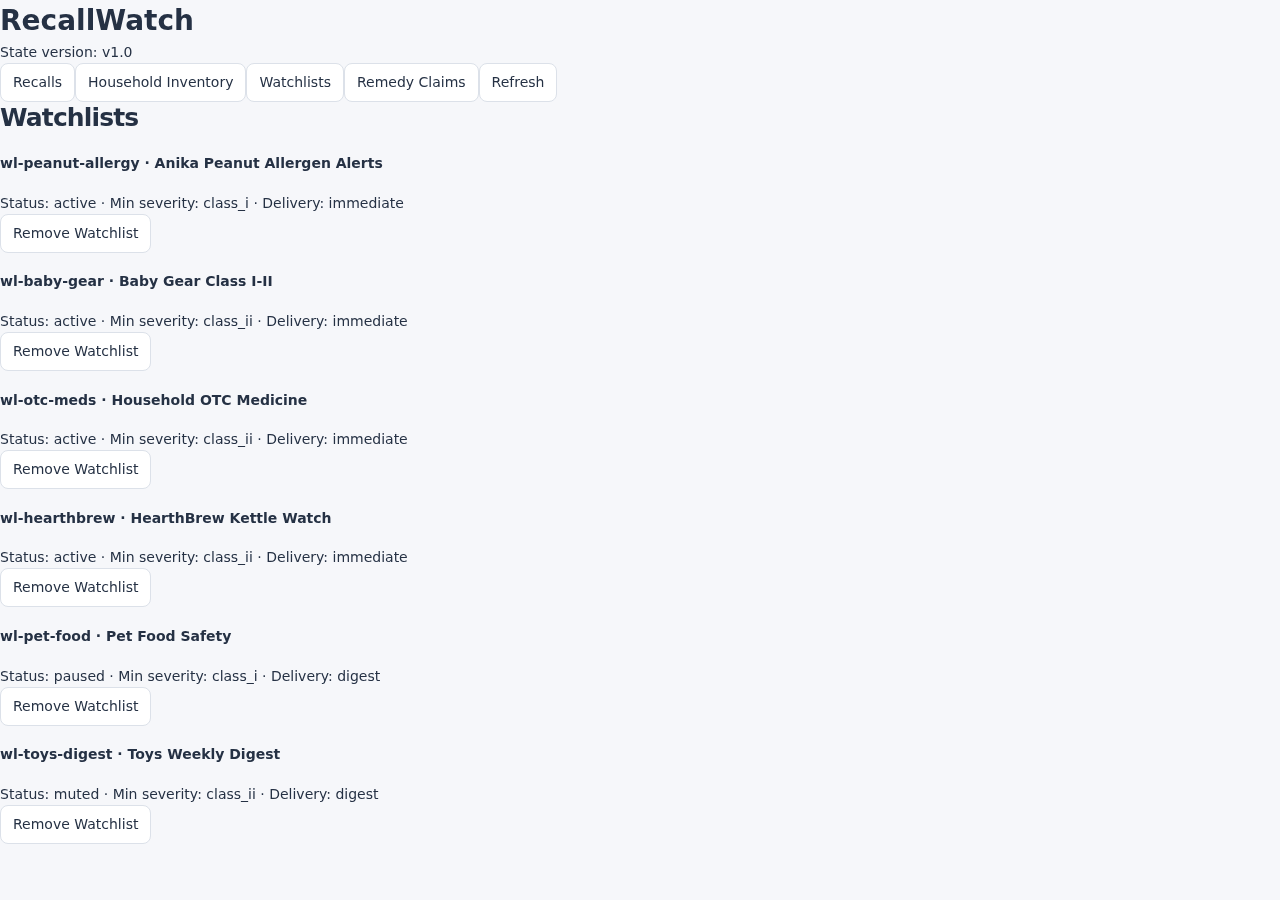 RecallWatch
State version: v1.0
Recalls Household Inventory Watchlists Remedy Claims Refresh
Watchlists
wl-peanut-allergy · Anika Peanut Allergen Alerts
Status: active · Min severity: class_i · Delivery: immediate
Remove Watchlist
wl-baby-gear · Baby Gear Class I-II
Status: active · Min severity: class_ii · Delivery: immediate
Remove Watchlist
wl-otc-meds · Household OTC Medicine
Status: active · Min severity: class_ii · Delivery: immediate
Remove Watchlist
wl-hearthbrew · HearthBrew Kettle Watch
Status: active · Min severity: class_ii · Delivery: immediate
Remove Watchlist
wl-pet-food · Pet Food Safety
Status: paused · Min severity: class_i · Delivery: digest
Remove Watchlist
wl-toys-digest · Toys Weekly Digest
Status: muted · Min severity: class_ii · Delivery: digest
Remove Watchlist